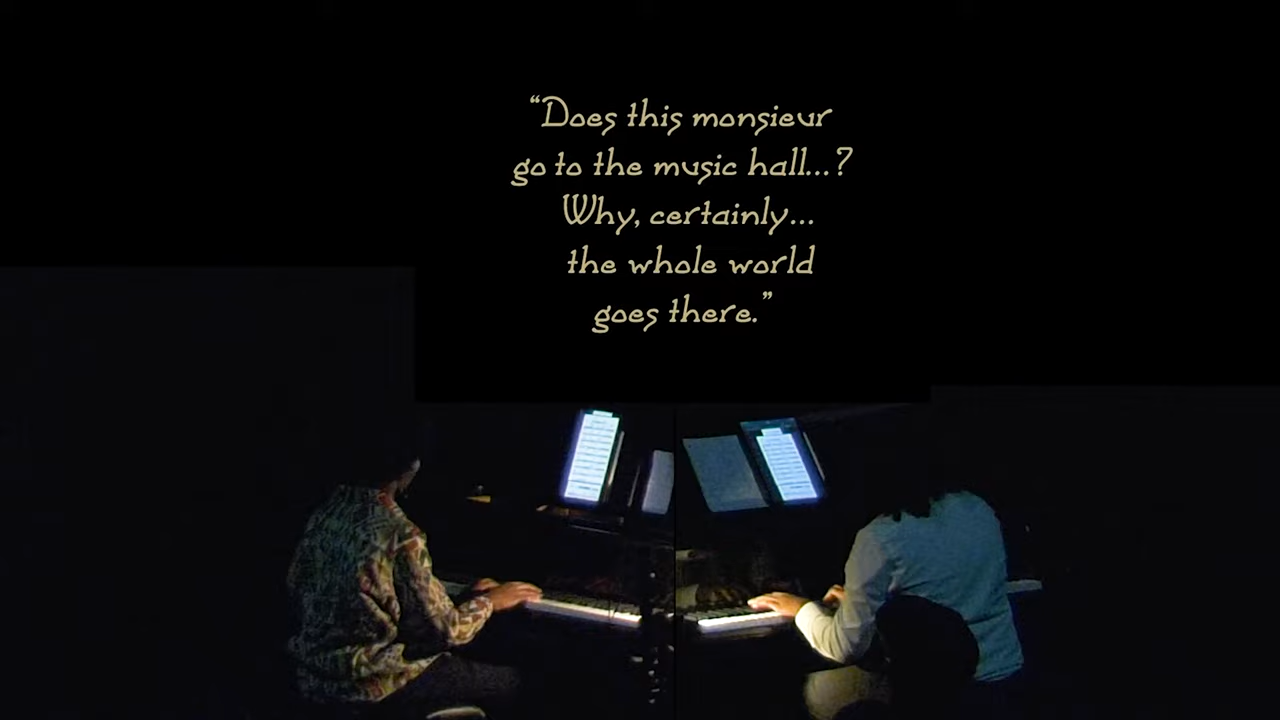 “Does this monsieur
go to the music hall...?
Why, certainly...
the whole world
goes there.”